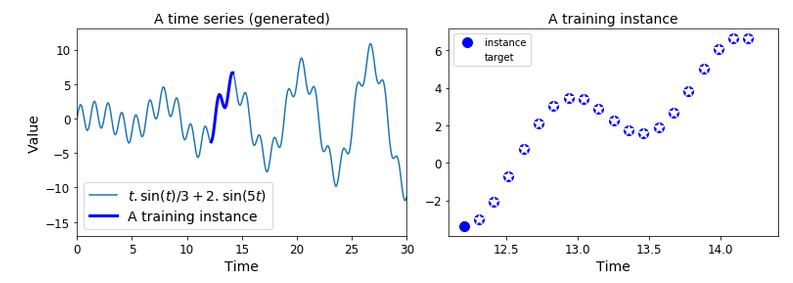 A time series (generated)
Value
10
5
0
−5
−10
−15
t.sin(t)/3 + 2.sin(5t)
A training instance
0 5 10 15 20 25 30
Time
A training instance
instance
target
6
4
2
0
−2
12.5 13.0 13.5 14.0
Time